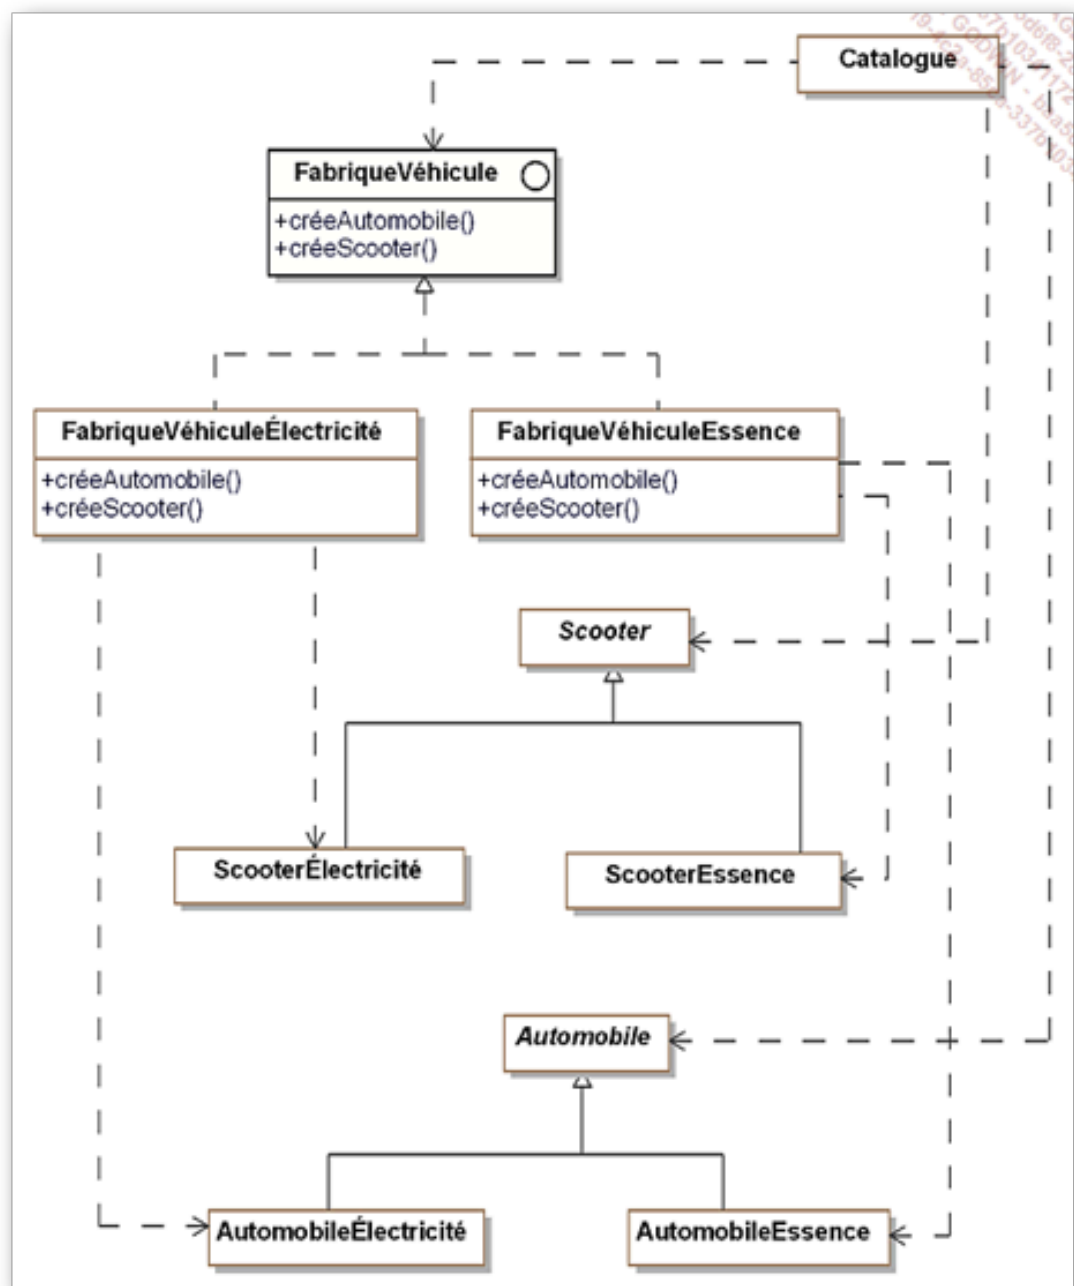 Catalogue
FabriqueVéhicule
+créeAutomobile()
+créeScooter()
FabriqueVéhiculeÉlectricité
+créeAutomobile()
+créeScooter()
FabriqueVéhiculeEssence
+créeAutomobile()
+créeScooter()
Scooter
ScooterÉlectricité
ScooterEssence
Automobile
AutomobileÉlectricité
AutomobileEssence